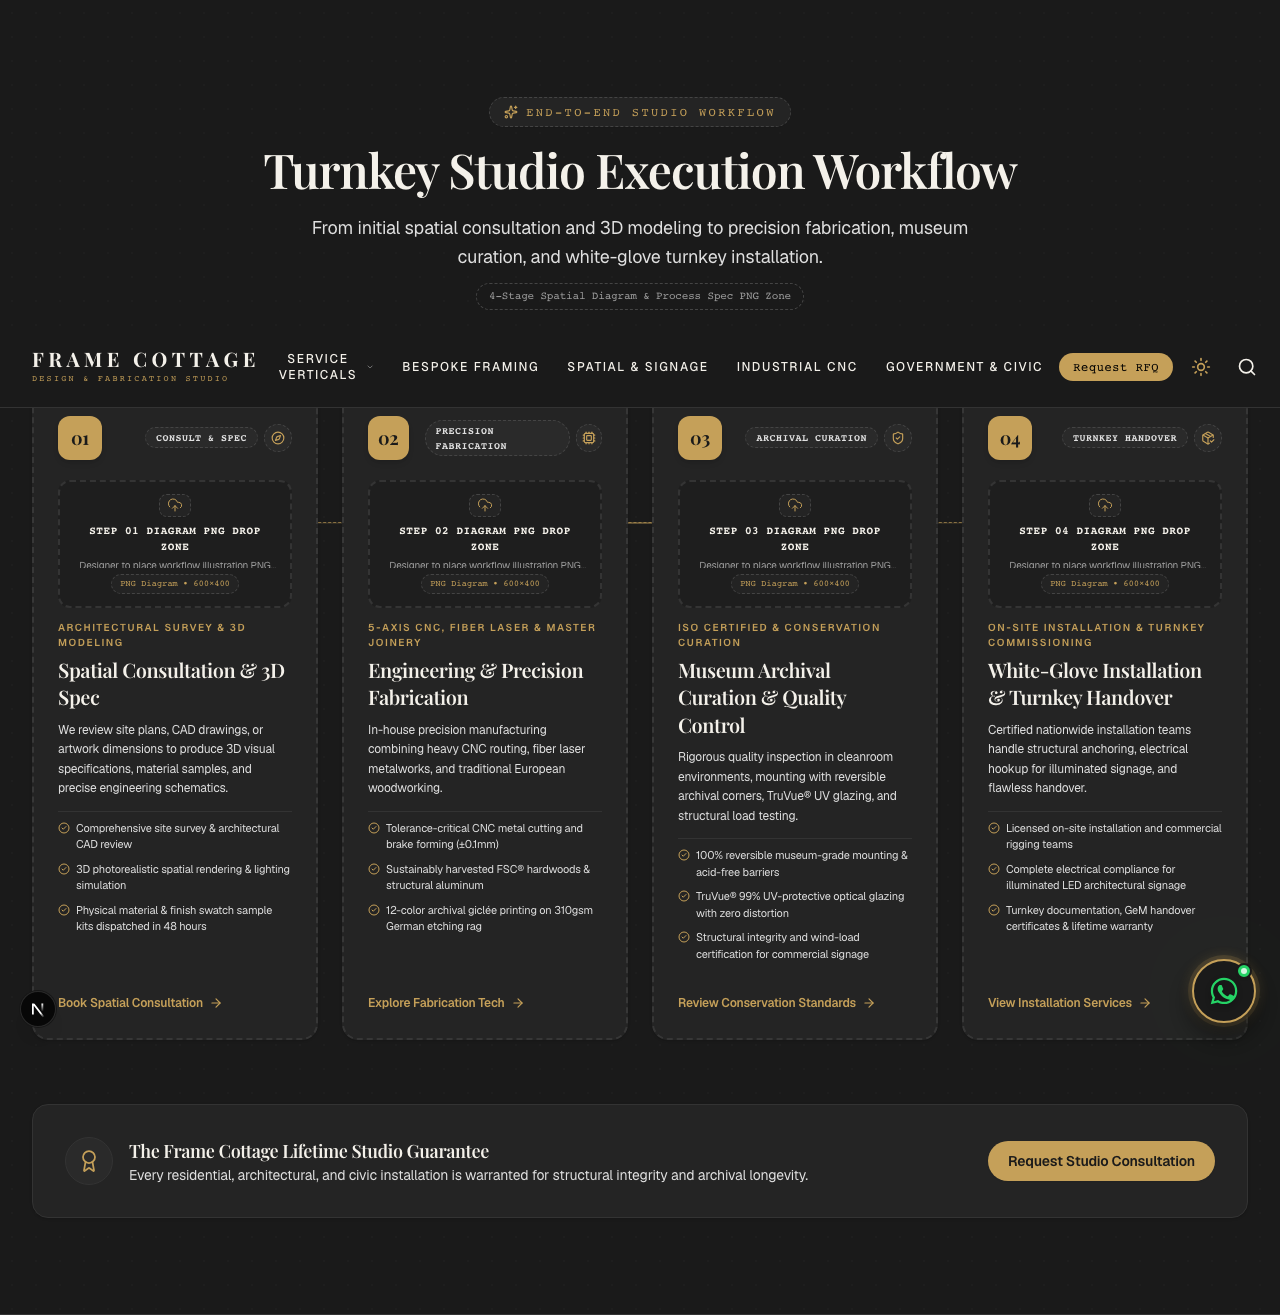 END-TO-END STUDIO WORKFLOW
Turnkey Studio Execution Workflow
From initial spatial consultation and 3D modeling to precision fabrication, museum
curation, and white-glove turnkey installation.
4-Stage Spatial Diagram & Process Spec PNG Zone
FRAME COTTAGE
DESIGN & FABRICATION STUDIO
SERVICE
VERTICALS
BESPOKE FRAMING
SPATIAL & SIGNAGE
INDUSTRIAL CNC
GOVERNMENT & CIVIC
Request RFQ
01
CONSULT & SPEC
STEP 01 DIAGRAM PNG DROP
ZONE
Designer to place workflow illustration PNG
PNG Diagram • 600×400
ARCHITECTURAL SURVEY & 3D
MODELING
Spatial Consultation & 3D
Spec
We review site plans, CAD drawings, or
artwork dimensions to produce 3D visual
specifications, material samples, and
precise engineering schematics.
Comprehensive site survey & architectural
CAD review
3D photorealistic spatial rendering & lighting
simulation
Physical material & finish swatch sample
kits dispatched in 48 hours
Book Spatial Consultation
02
PRECISION
FABRICATION
STEP 02 DIAGRAM PNG DROP
ZONE
Designer to place workflow illustration PNG
PNG Diagram • 600×400
5-AXIS CNC, FIBER LASER & MASTER
JOINERY
Engineering & Precision
Fabrication
In-house precision manufacturing
combining heavy CNC routing, fiber laser
metalworks, and traditional European
woodworking.
Tolerance-critical CNC metal cutting and
brake forming (±0.1mm)
Sustainably harvested FSC® hardwoods &
structural aluminum
12-color archival giclée printing on 310gsm
German etching rag
Explore Fabrication Tech
03
ARCHIVAL CURATION
STEP 03 DIAGRAM PNG DROP
ZONE
Designer to place workflow illustration PNG
PNG Diagram • 600×400
ISO CERTIFIED & CONSERVATION
CURATION
Museum Archival
Curation & Quality
Control
Rigorous quality inspection in cleanroom
environments, mounting with reversible
archival corners, TruVue® UV glazing, and
structural load testing.
100% reversible museum-grade mounting &
acid-free barriers
TruVue® 99% UV-protective optical glazing
with zero distortion
Structural integrity and wind-load
certification for commercial signage
Review Conservation Standards
04
TURNKEY HANDOVER
STEP 04 DIAGRAM PNG DROP
ZONE
Designer to place workflow illustration PNG
PNG Diagram • 600×400
ON-SITE INSTALLATION & TURNKEY
COMMISSIONING
White-Glove Installation
& Turnkey Handover
Certified nationwide installation teams
handle structural anchoring, electrical
hookup for illuminated signage, and
flawless handover.
Licensed on-site installation and commercial
rigging teams
Complete electrical compliance for
illuminated LED architectural signage
Turnkey documentation, GeM handover
certificates & lifetime warranty
View Installation Services
N
The Frame Cottage Lifetime Studio Guarantee
Every residential, architectural, and civic installation is warranted for structural integrity and archival longevity.
Request Studio Consultation